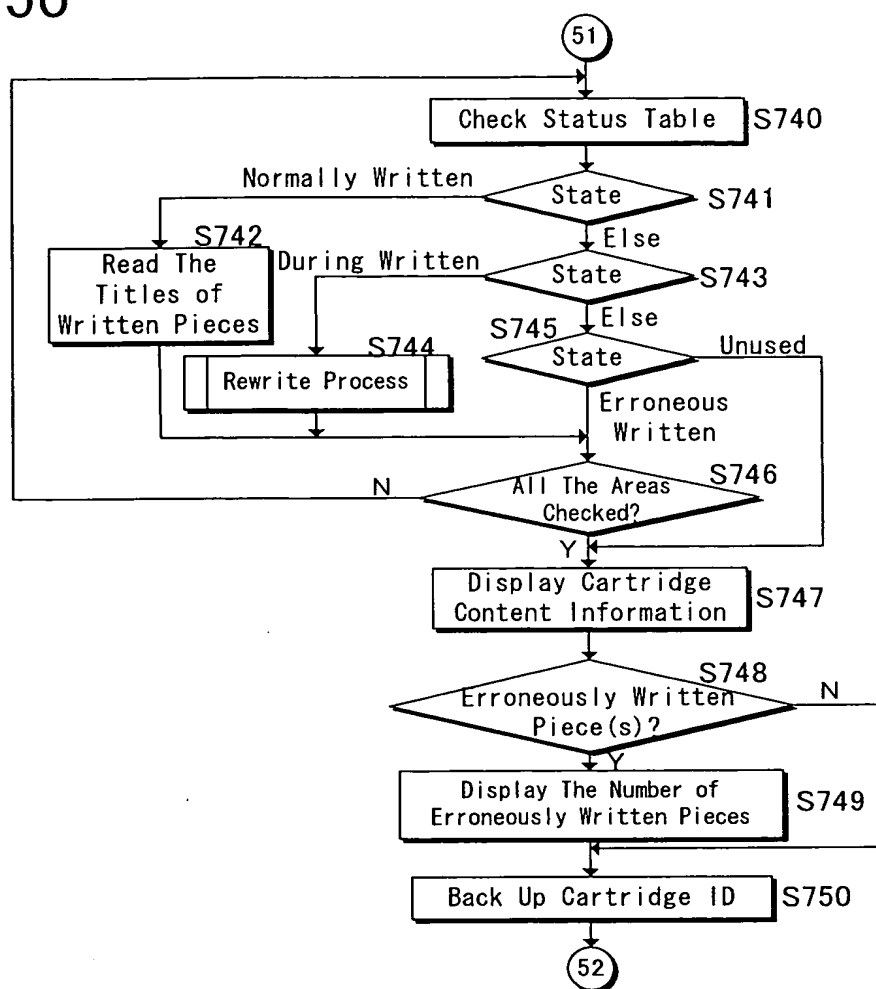 51
Check Status Table
S740
Normally Written
State
S741
S742
Else
Read The
Titles of
Written Pieces
During Written
State
S743
Else
S745
S744
State
Unused
Rewrite Process
Erroneous
Written
S746
N
All The Areas
Checked?
Y
Display Cartridge
Content Information
S747
S748
Erroneously Written
Piece(s)?
N
Y
Display The Number of
Erroneously Written Pieces
S749
Back Up Cartridge ID
S750
52